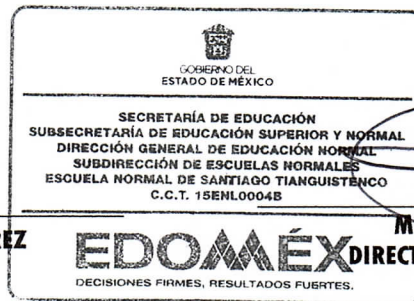 GOBIERNO DEL
ESTADO DE MÉXICO
SECRETARÍA DE EDUCACIÓN
SUBSECRETARÍA DE EDUCACIÓN SUPERIOR Y NORMAL
DIRECCIÓN GENERAL DE EDUCACIÓN NORMAL
SUBDIRECCIÓN DE ESCUELAS NORMALES
ESCUELA NORMAL DE SANTIAGO TIANGUISTENCO
C.C.T. 15ENL0004B
EZ
M
EDOMÉX
DIRECT
DECISIONES FIRMES, RESULTADOS FUERTES.